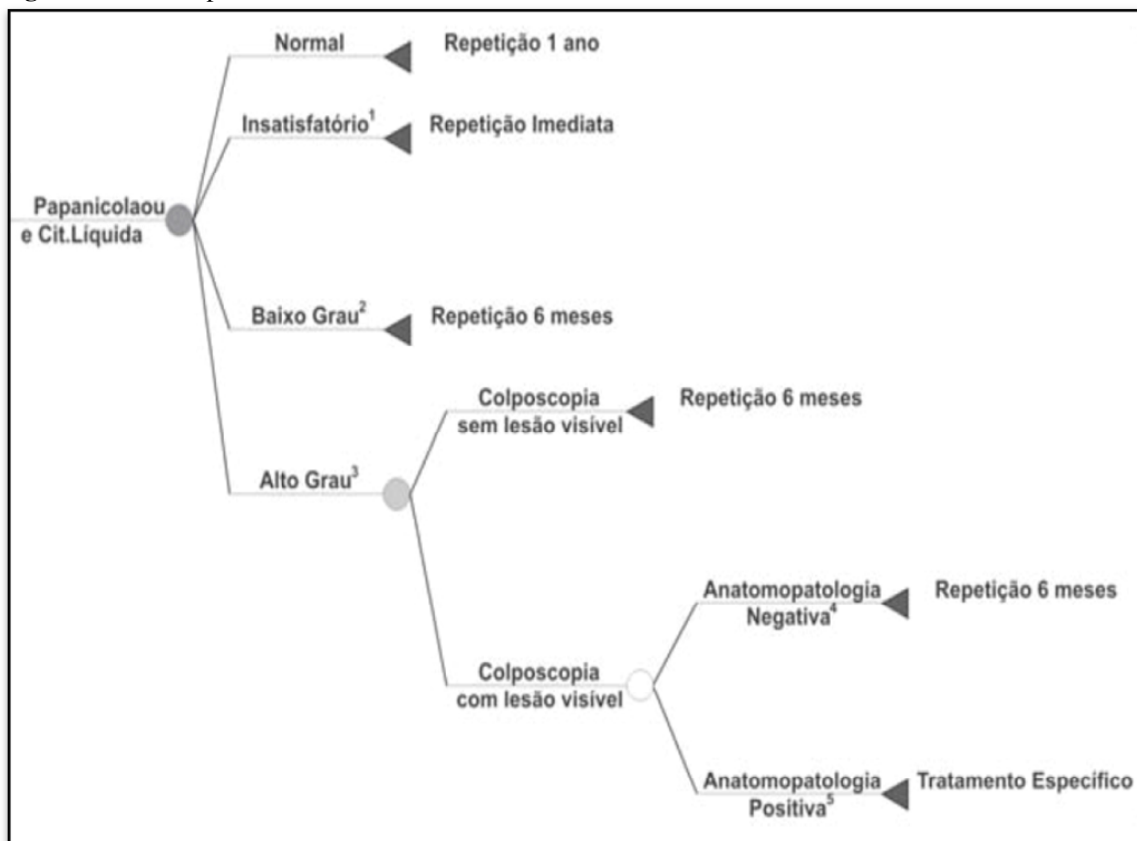 Normal
Repetição 1 ano
Insatisfatório¹
Repetição Imediata
Papanicolaou
e Cit.Líquida
Baixo Grau²
Repetição 6 meses
Colposcopia
sem lesão visível
Repetição 6 meses
Alto Grau³
Anatomopatologia
Negativa⁴
Repetição 6 meses
Colposcopia
com lesão visível
Anatomopatologia
Positiva⁵
Tratamento Específico